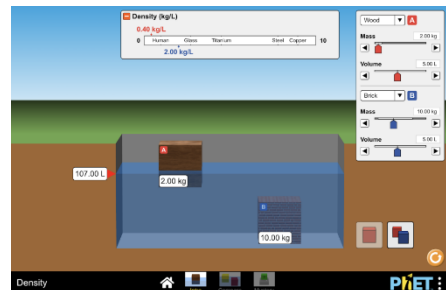 Density (kg/L)
0.40 kg/L
0 Human Glass Titanium Steel Copper 10
2.00 kg/L
Wood A
Mass 2.00 kg
Volume 5.00 L
Brick B
Mass 10.00 kg
Volume 5.00 L
107.00 L
A
2.00 kg
B
10.00 kg
Density
PhET